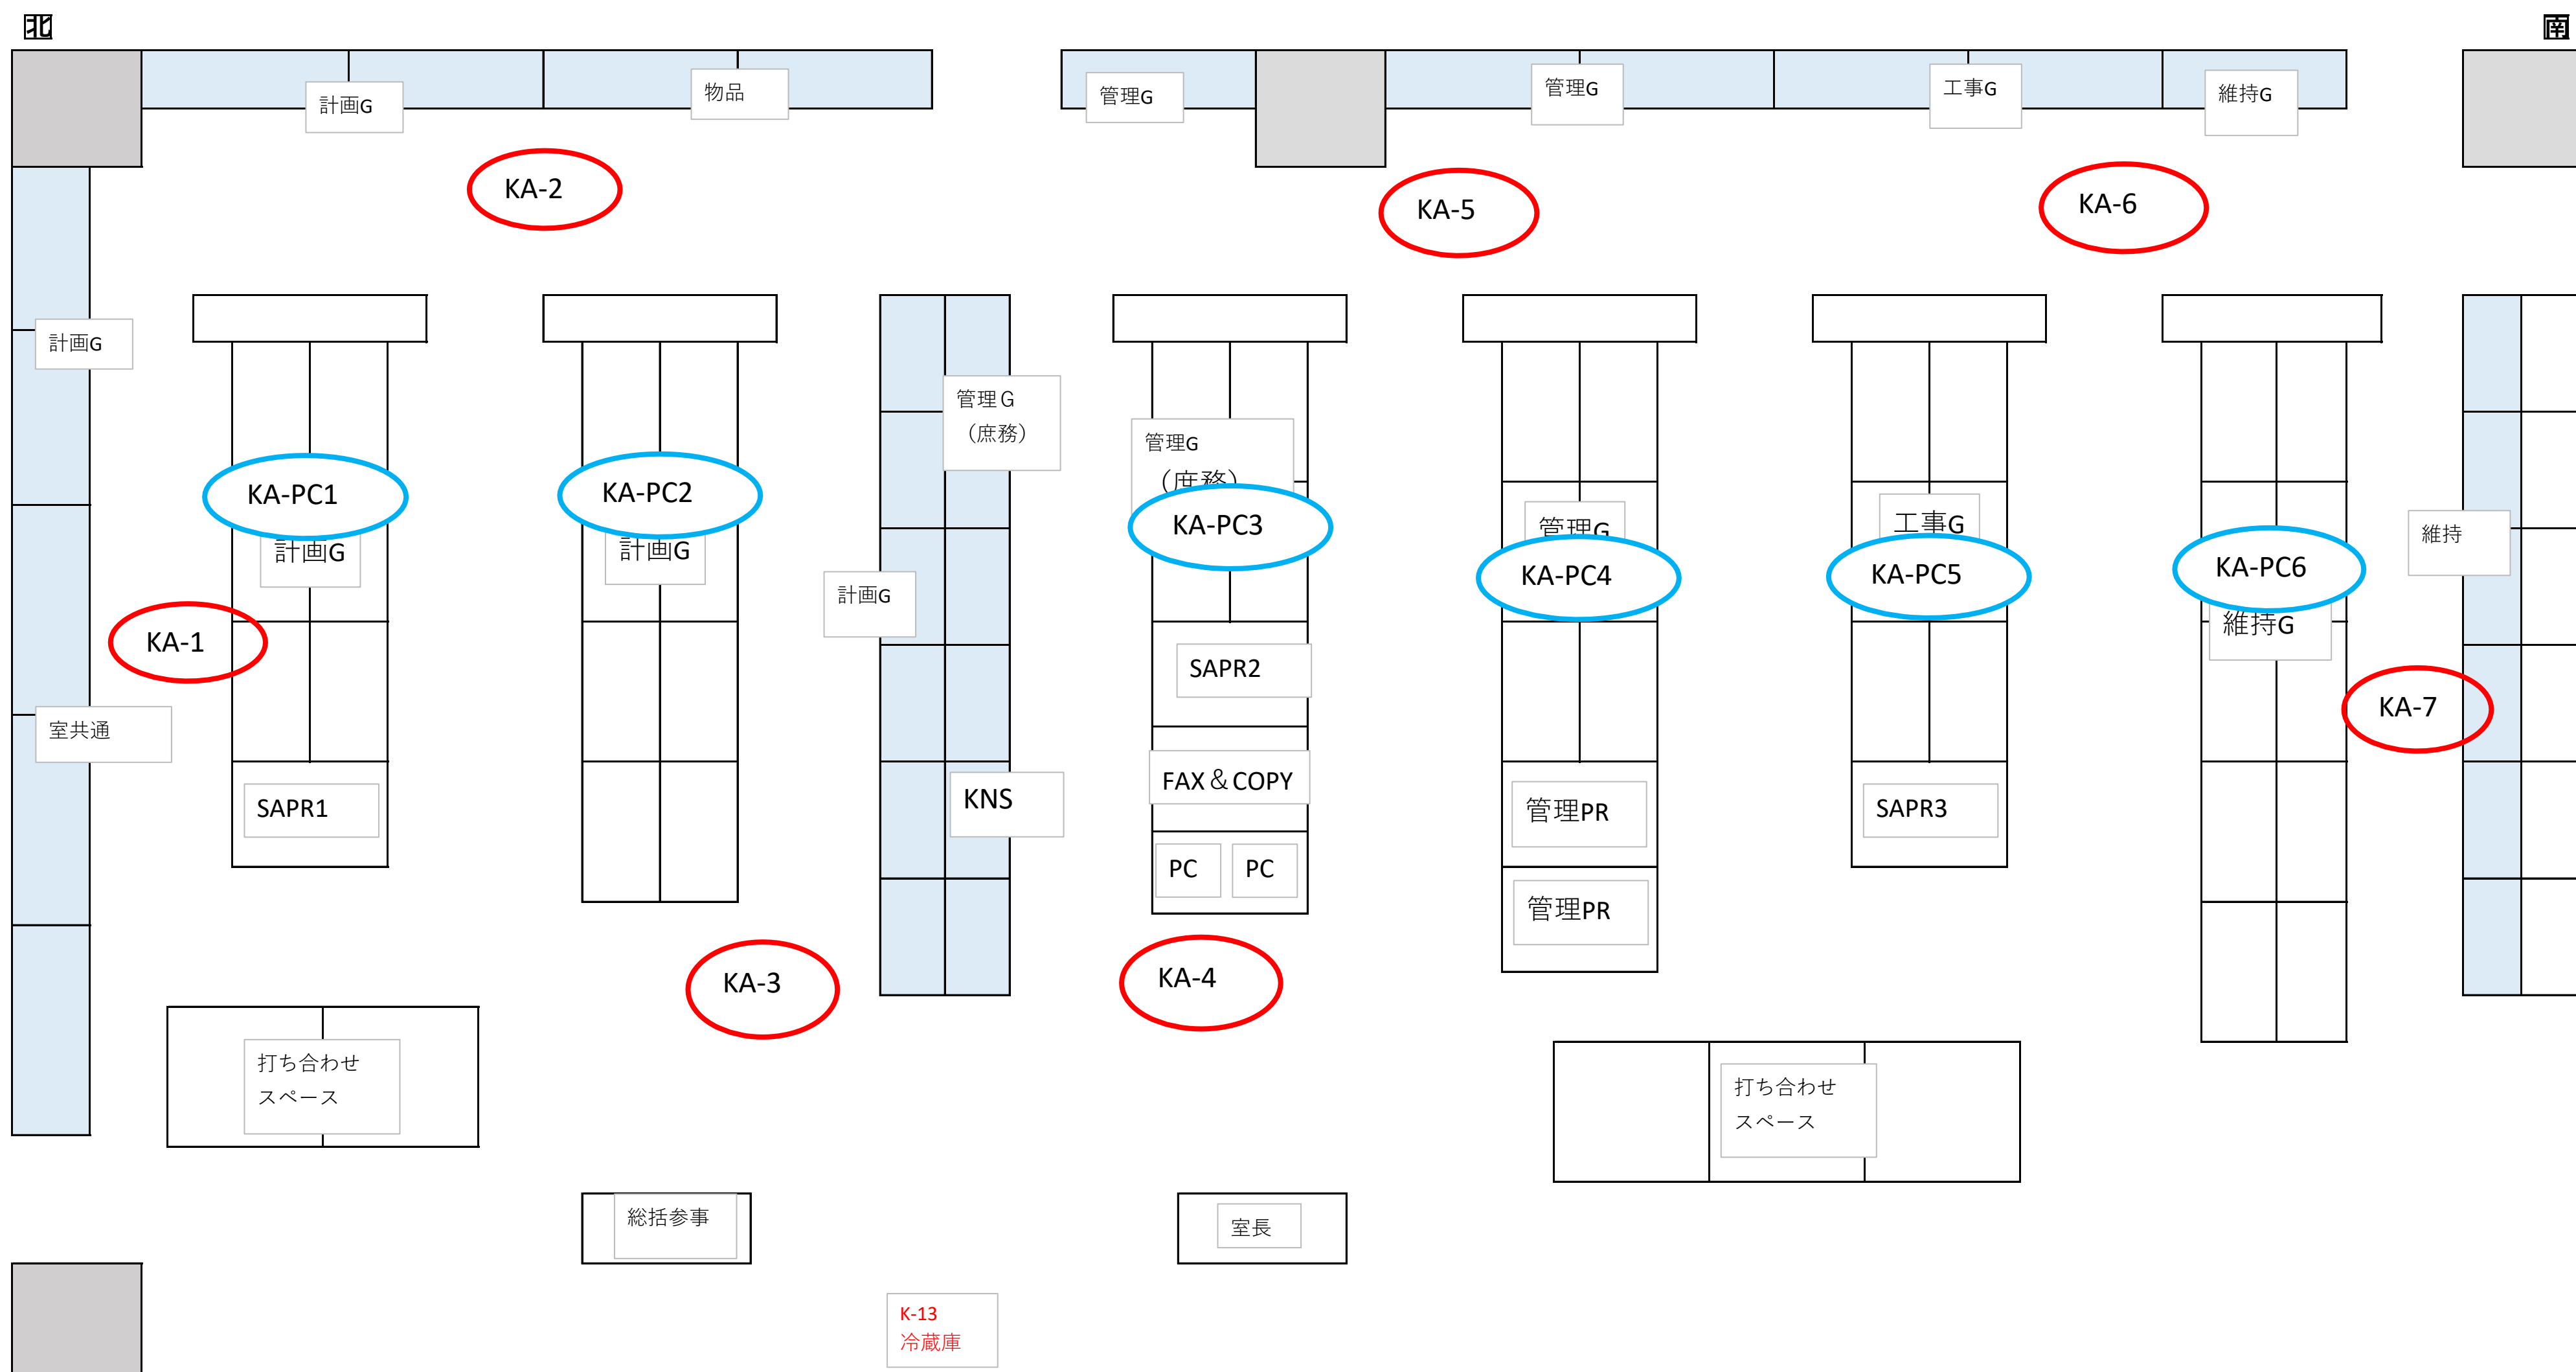 北
南
計画G
物品
管理G
管理G
工事G
維持G
KA-2
KA-5
KA-6
計画G
管理G
（庶務）
管理G
（庶務）
KA-PC1
KA-PC2
KA-PC3
管理G
工事G
維持
計画G
計画G
計画G
KA-PC4
KA-PC5
KA-PC6
維持G
KA-1
SAPR2
KA-7
室共通
SAPR1
KNS
FAX＆COPY
管理PR
SAPR3
PC
PC
管理PR
KA-3
KA-4
打ち合わせ
スペース
打ち合わせ
スペース
総括参事
室長
K-13
冷蔵庫